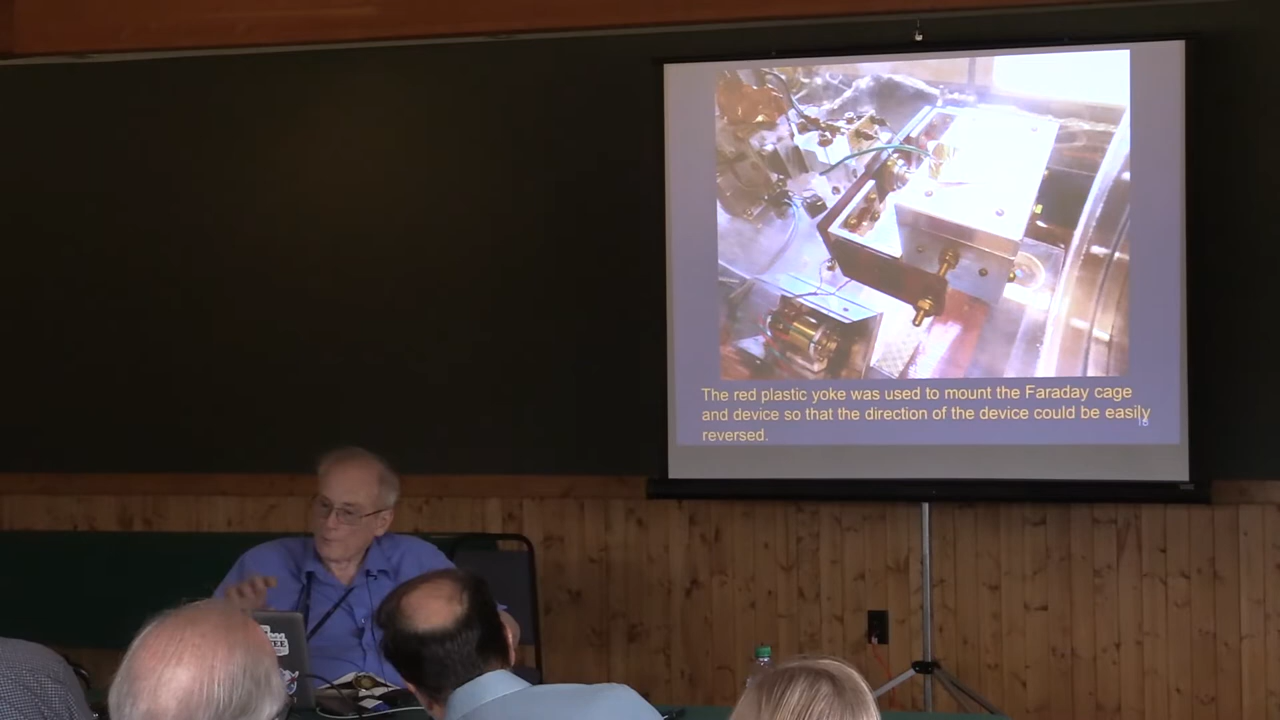 The red plastic yoke was used to mount the Faraday cage
and device so that the direction of the device could be easily
reversed.
18